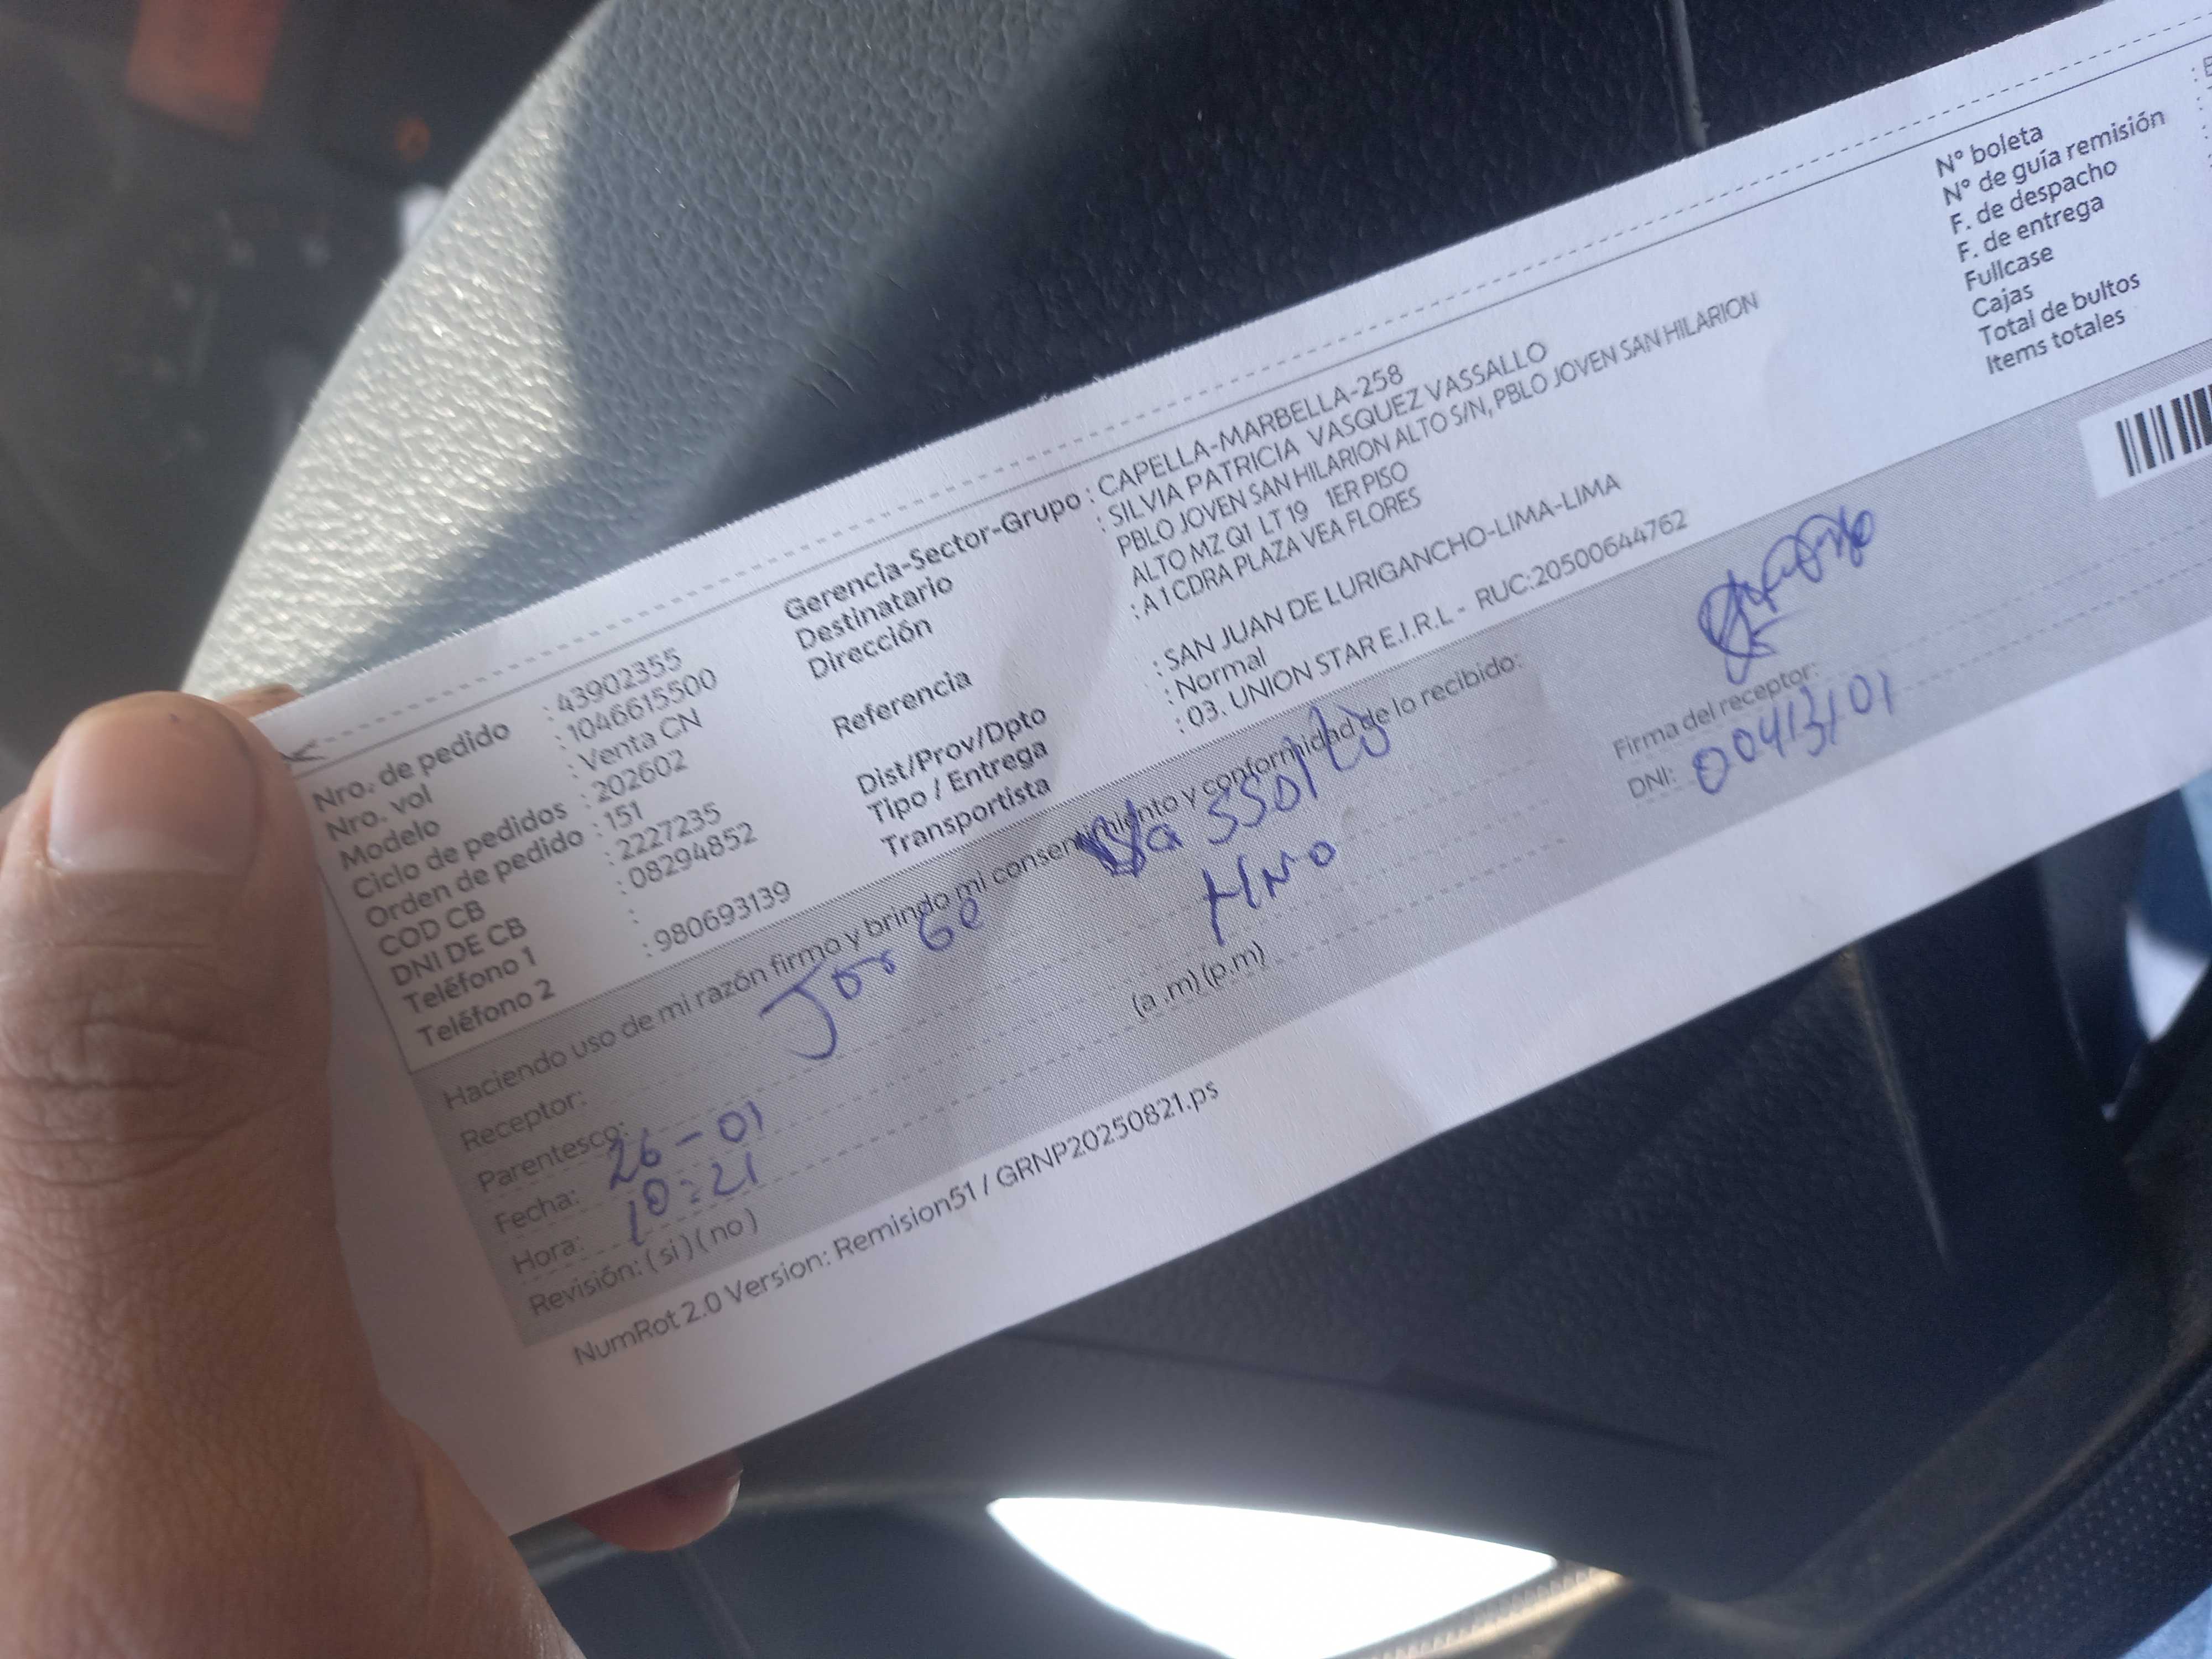 Nro. de pedido : 43902355
Nro. vol : 1046615500
Modelo : Venta CN
Ciclo de pedidos : 202602
Orden de pedido : 151
COD CB : 2227235
DNI DE CB : 08294852
Teléfono 1 :
Teléfono 2 : 980693139
Gerencia-Sector-Grupo : CAPELLA-MARBELLA-258
Destinatario : SILVIA PATRICIA VASQUEZ VASSALLO
Dirección PBLO JOVEN SAN HILARION ALTO S/N, PBLO JOVEN SAN HILARION
ALTO MZ Q1 LT 19 1ER PISO
Referencia : A 1 CDRA PLAZA VEA FLORES
Dist/Prov/Dpto : SAN JUAN DE LURIGANCHO-LIMA-LIMA
Tipo / Entrega : Normal
Transportista : 03. UNION STAR E.I.R.L - RUC:20500644762
N° boleta
N° de guía remisión
F. de despacho
F. de entrega
Fullcase
Cajas
Total de bultos
Items totales
Haciendo uso de mi razón firmo y brindo mi consentimiento y conformidad de lo recibido:
Receptor: Jorge Vassallo
Parentesco: HNO
Fecha: 26-01
Hora: 10:21 (a .m) (p.m)
Revisión: (si) (no)
Firma del receptor:
DNI:
NumRot 2.0 Version: Remision51 / GRNP20250821.ps